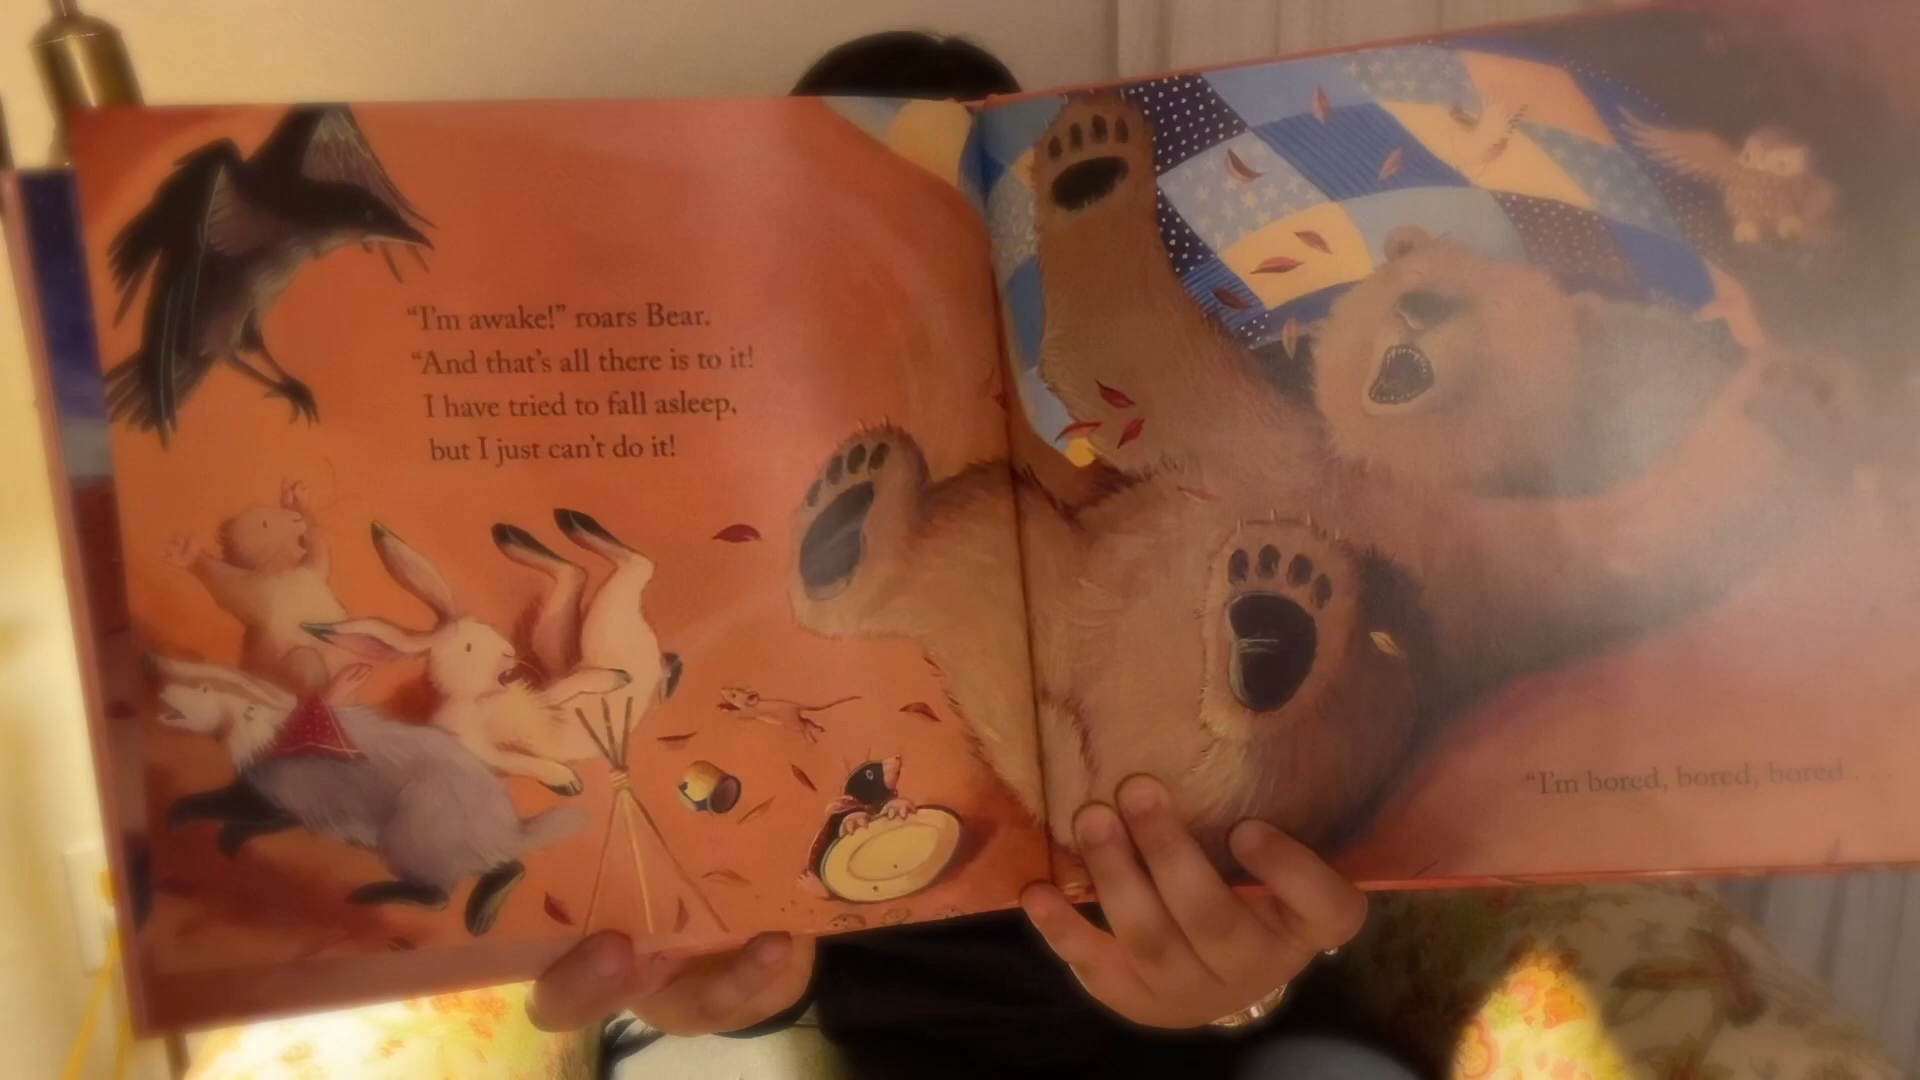 “I’m awake!” roars Bear.
“And that’s all there is to it!
I have tried to fall asleep,
but I just can’t do it!
“I’m bored, bored, bored . . .